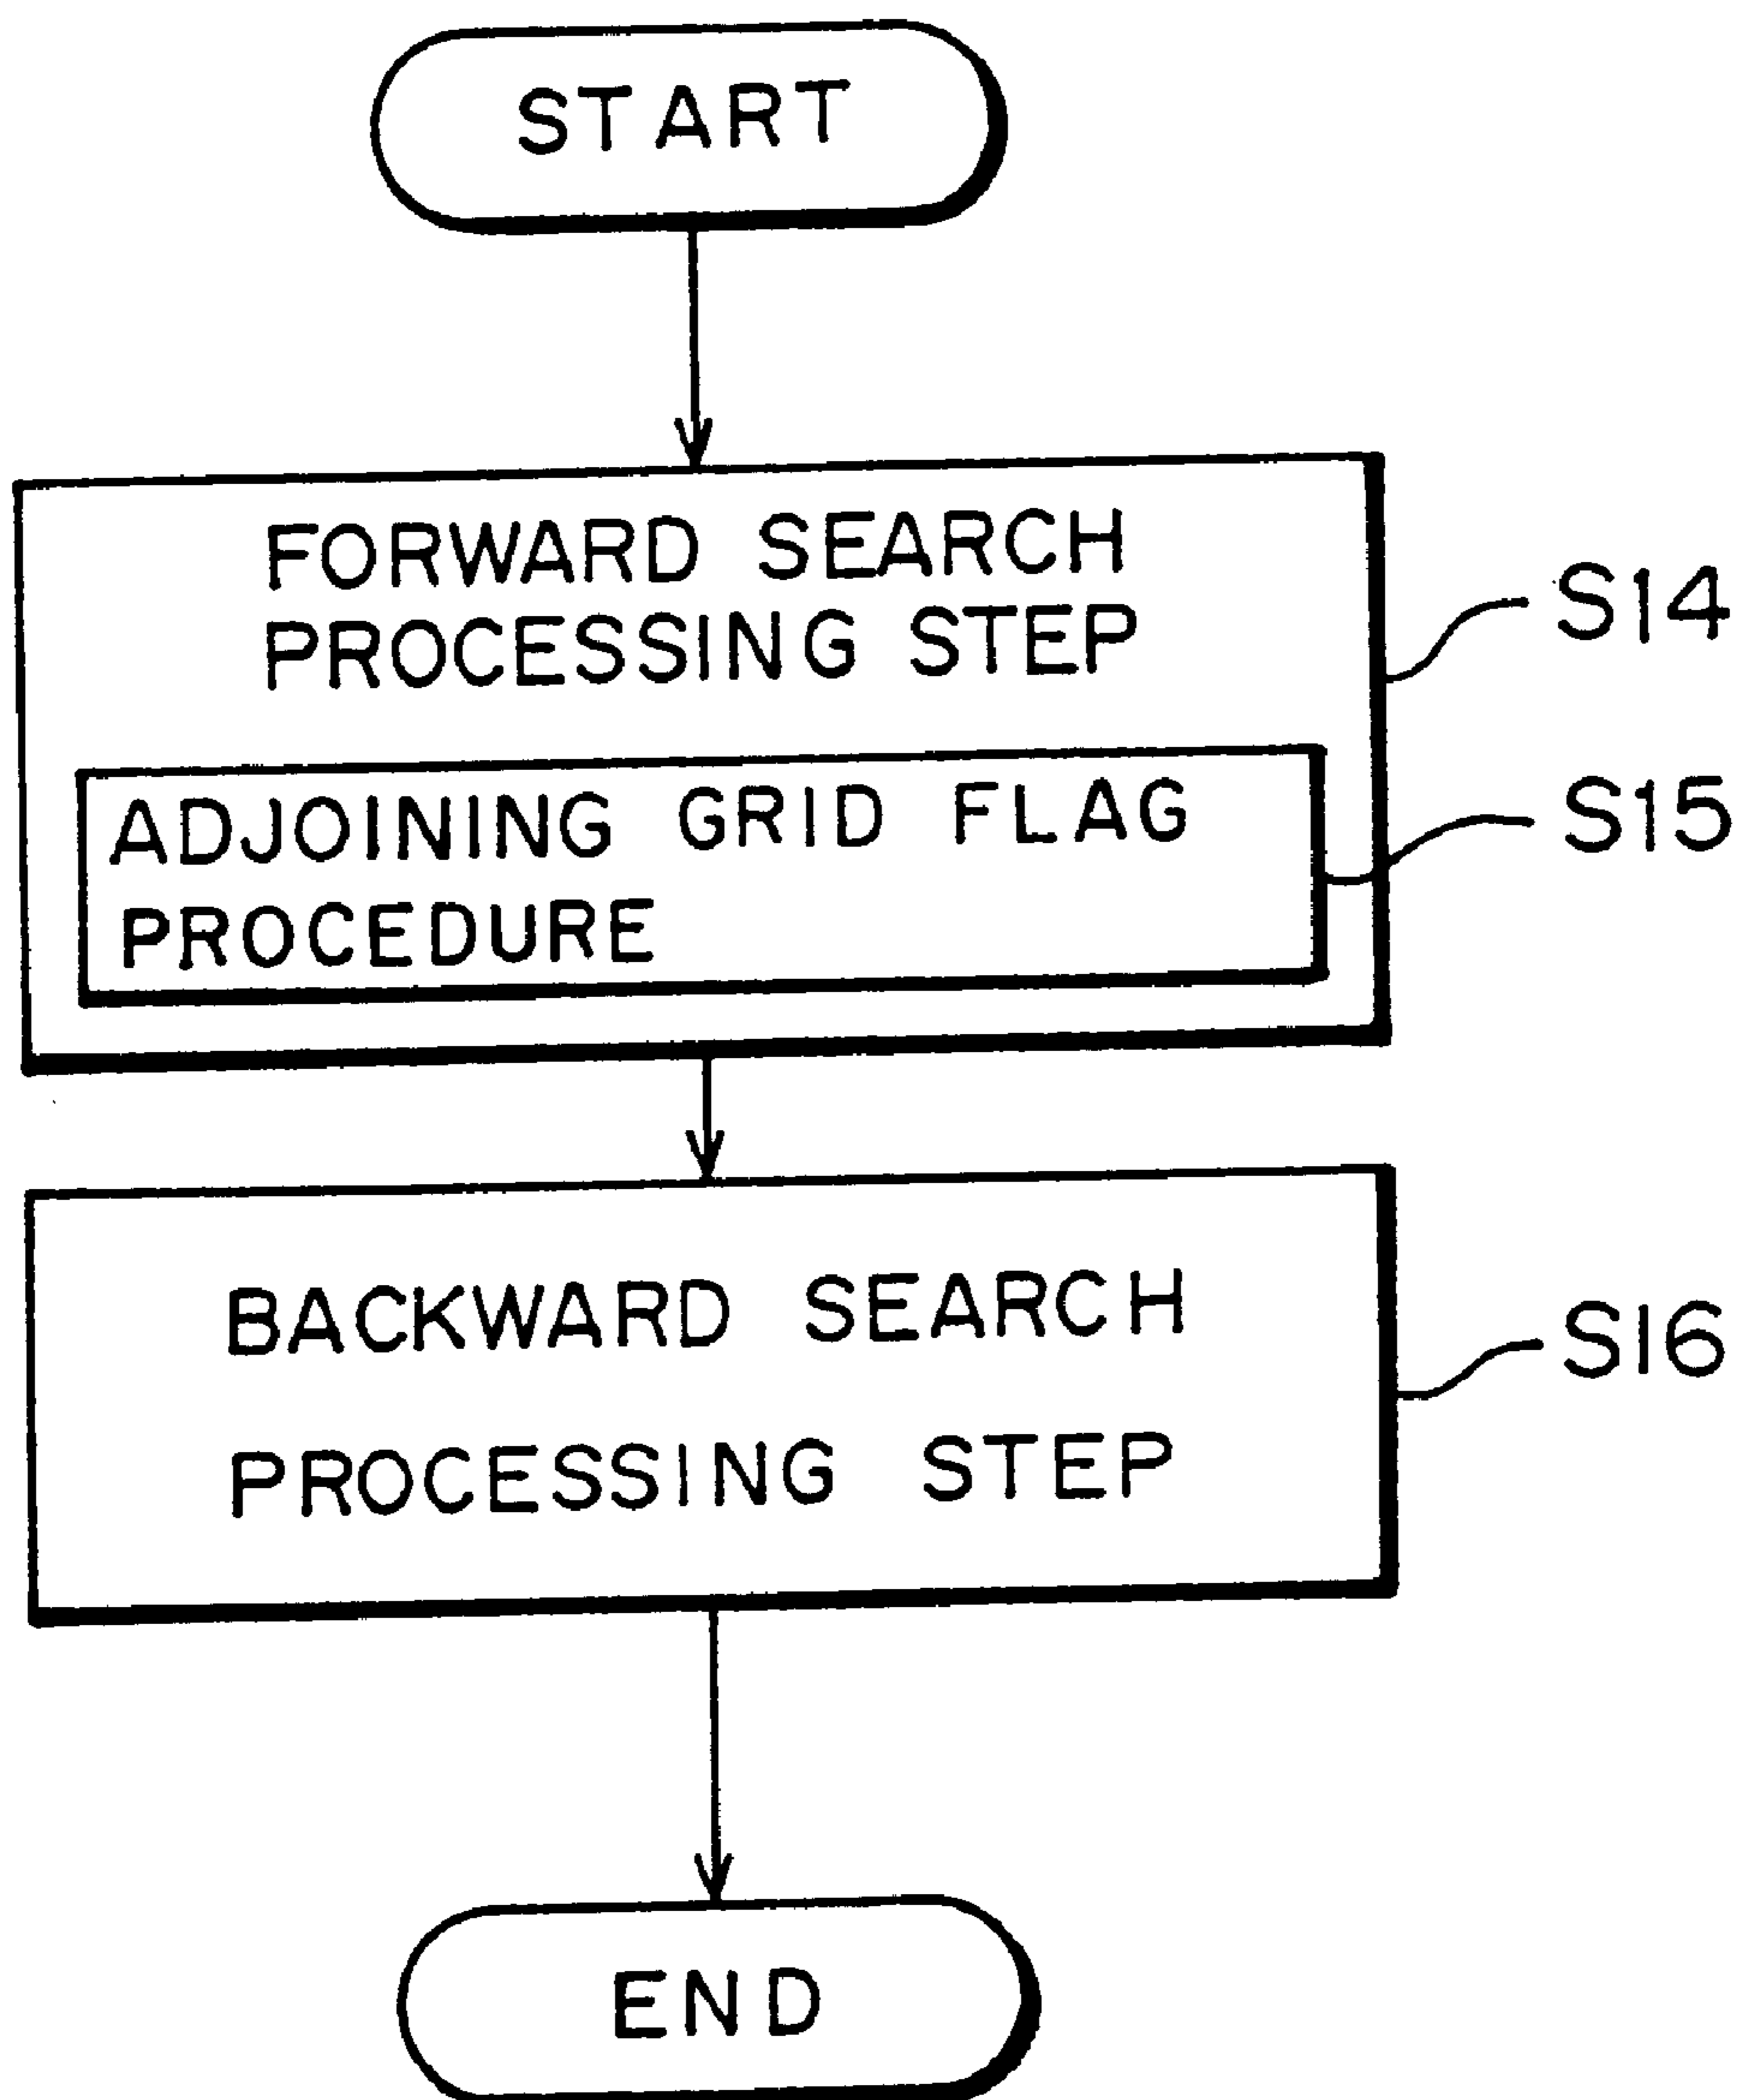 START
FORWARD SEARCH
PROCESSING STEP
S14
ADJOINING GRID FLAG
PROCEDURE
S15
BACKWARD SEARCH
PROCESSING STEP
S16
END